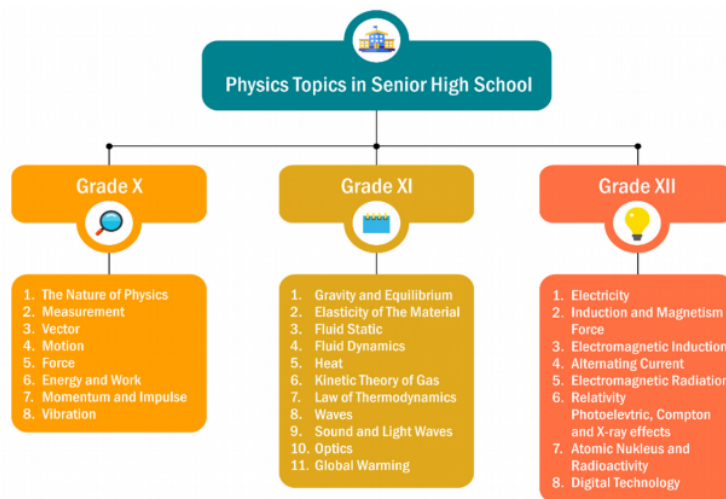 Physics Topics in Senior High School
Grade X
1. The Nature of Physics
2. Measurement
3. Vector
4. Motion
5. Force
6. Energy and Work
7. Momentum and Impulse
8. Vibration
Grade XI
1. Gravity and Equilibrium
2. Elasticity of The Material
3. Fluid Static
4. Fluid Dynamics
5. Heat
6. Kinetic Theory of Gas
7. Law of Thermodynamics
8. Waves
9. Sound and Light Waves
10. Optics
11. Global Warming
Grade XII
1. Electricity
2. Induction and Magnetism
Force
3. Electromagnetic Induction
4. Alternating Current
5. Electromagnetic Radiation
6. Relativity
Photoelevtric, Compton
and X-ray effects
7. Atomic Nukleus and
Radioactivity
8. Digital Technology